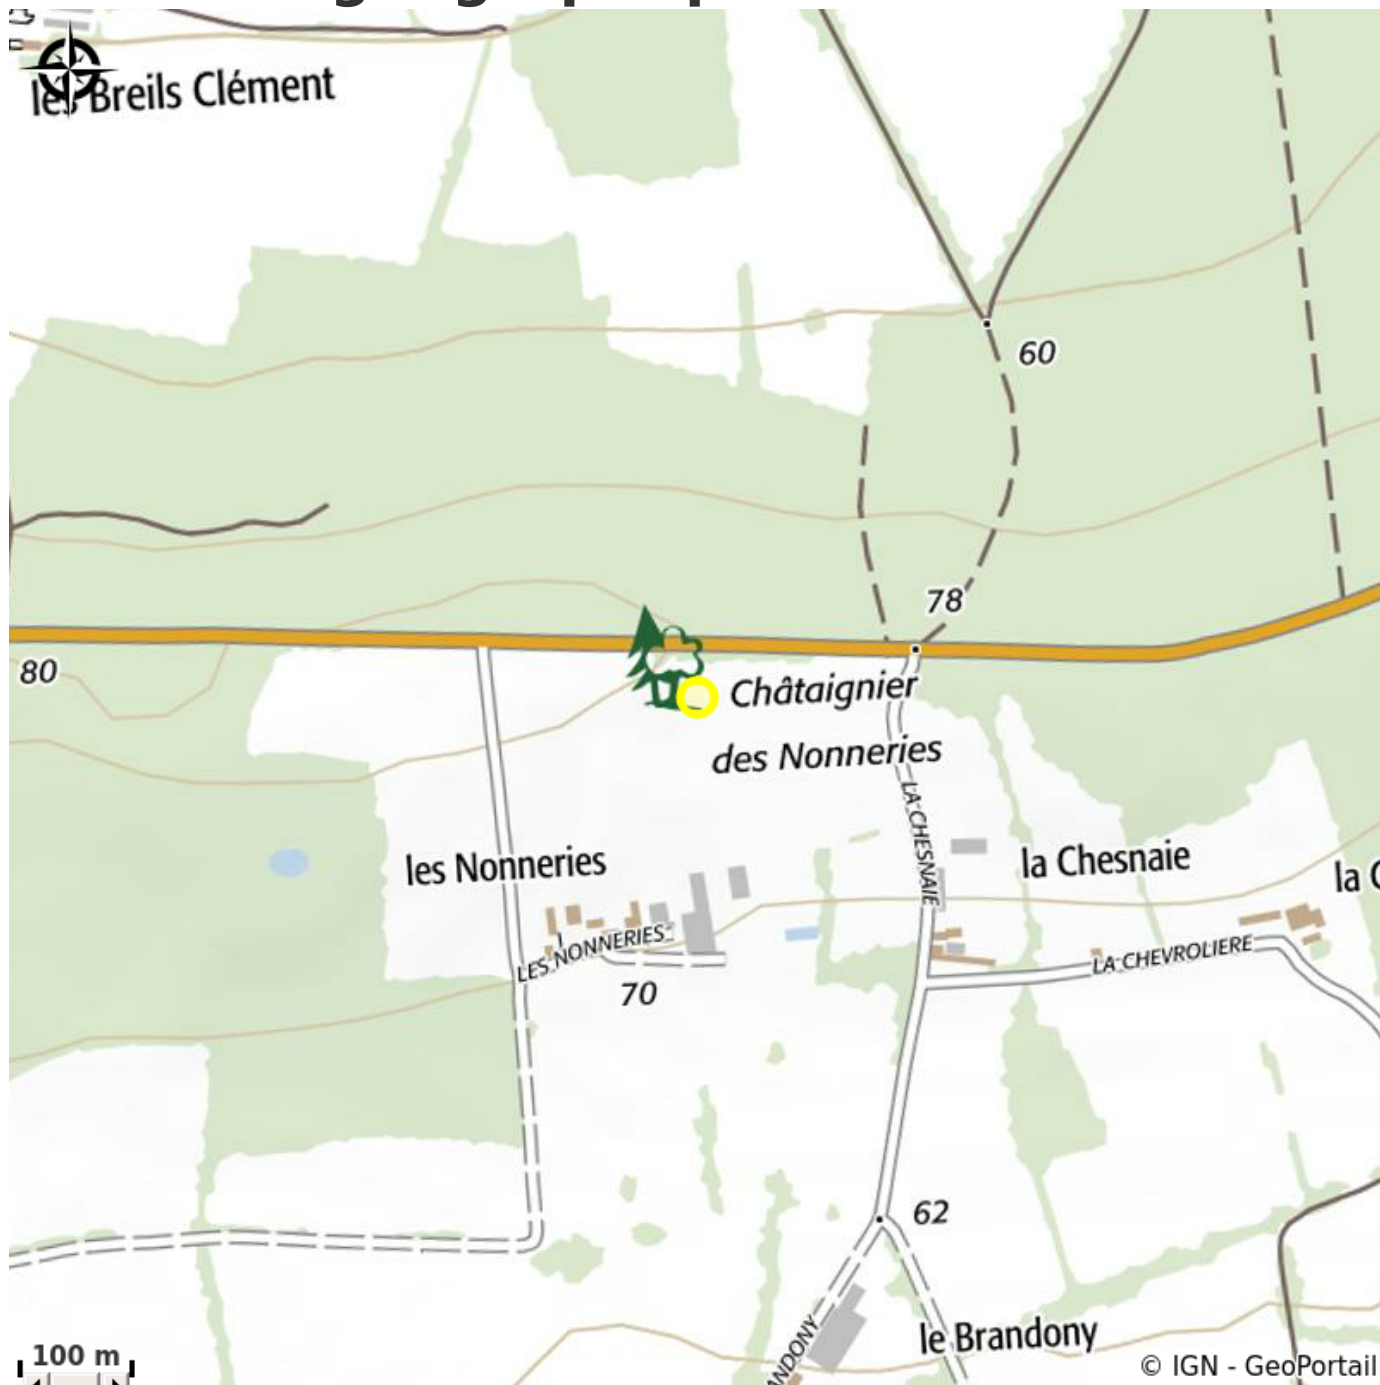 les Breils Clément
60
78
80
Châtaignier
des Nonneries
LA CHESNAIE
les Nonneries
la Chesnaie
LES NONNERIES
LA CHEVROLIERE
70
62
le Brandony
100 m
© IGN - GeoPortail